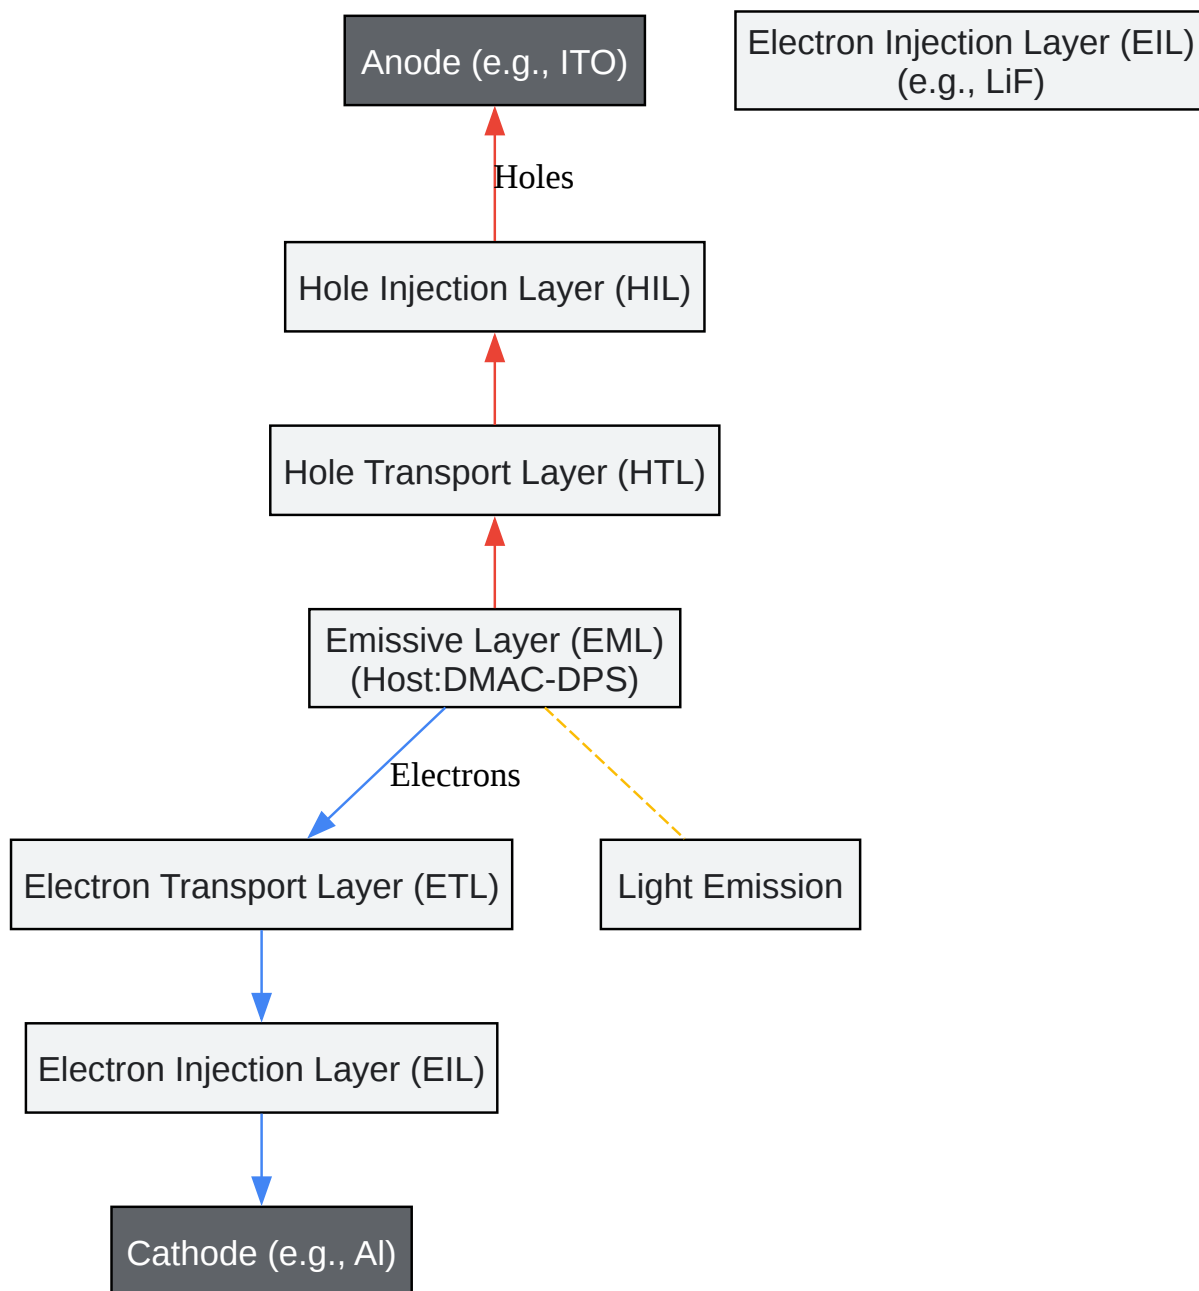 Anode (e.g., ITO)
Electron Injection Layer (EIL)
(e.g., LiF)
Holes
Hole Injection Layer (HIL)
Hole Transport Layer (HTL)
Emissive Layer (EML)
(Host:DMAC-DPS)
Electrons
Electron Transport Layer (ETL)
Light Emission
Electron Injection Layer (EIL)
Cathode (e.g., Al)